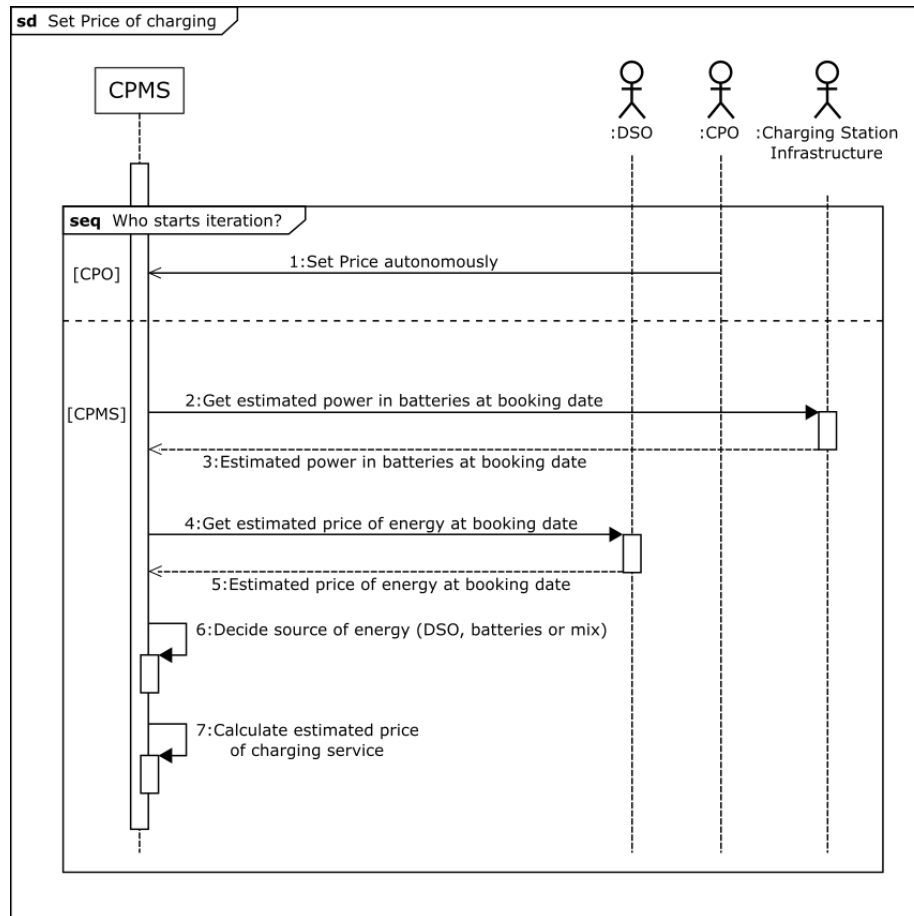 sd Set Price of charging
CPMS
:DSO
:CPO
:Charging Station
Infrastructure
seq Who starts iteration?
1:Set Price autonomously
[CPO]
2:Get estimated power in batteries at booking date
[CPMS]
3:Estimated power in batteries at booking date
4:Get estimated price of energy at booking date
5:Estimated price of energy at booking date
6:Decide source of energy (DSO, batteries or mix)
7:Calculate estimated price
of charging service